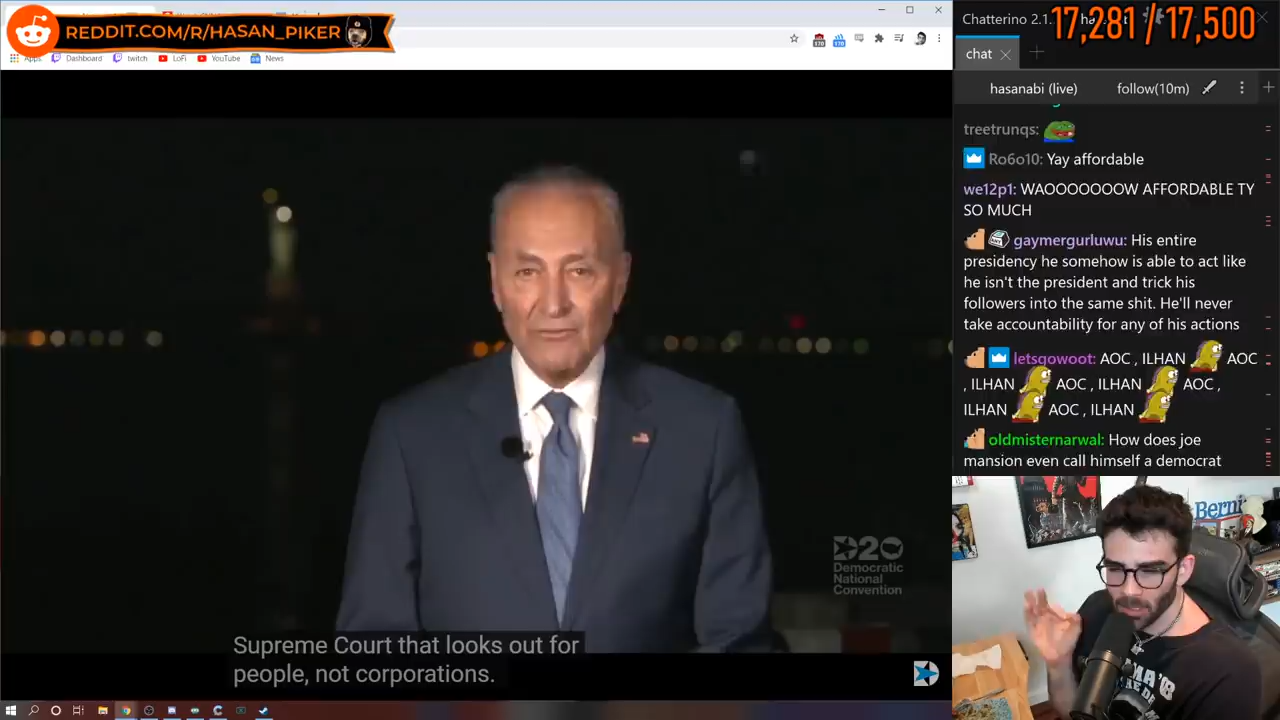 REDDIT.COM/R/HASAN_PIKER
Apps
Dashboard
twitch
LoFi
YouTube
News
170
170
Supreme Court that looks out for
people, not corporations.
D20
Democratic
National
Convention
Chatterino 2.1.
17,281 / 17,500
chat
hasanabi (live)
follow(10m)
treetrunqs:
Ro6o10: Yay affordable
we12p1: WAOOOOOOOW AFFORDABLE TY
SO MUCH
gaymergurluwu: His entire
presidency he somehow is able to act like
he isn't the president and trick his
followers into the same shit. He'll never
take accountability for any of his actions
letsgowoot: AOC , ILHAN AOC
, ILHAN AOC , ILHAN AOC ,
ILHAN AOC , ILHAN
oldmisternarwal: How does joe
mansion even call himself a democrat
Bernie